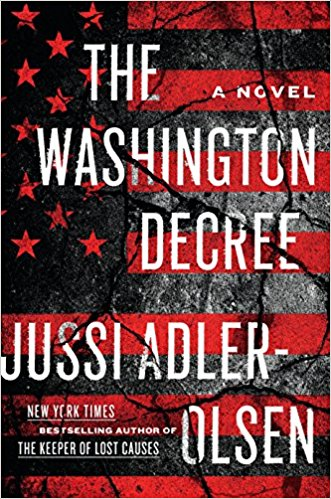 THE
A NOVEL
WASHINGTON
DECREE
JUSSI ADLER-
OLSEN
NEW YORK TIMES
BESTSELLING AUTHOR OF
THE KEEPER OF LOST CAUSES